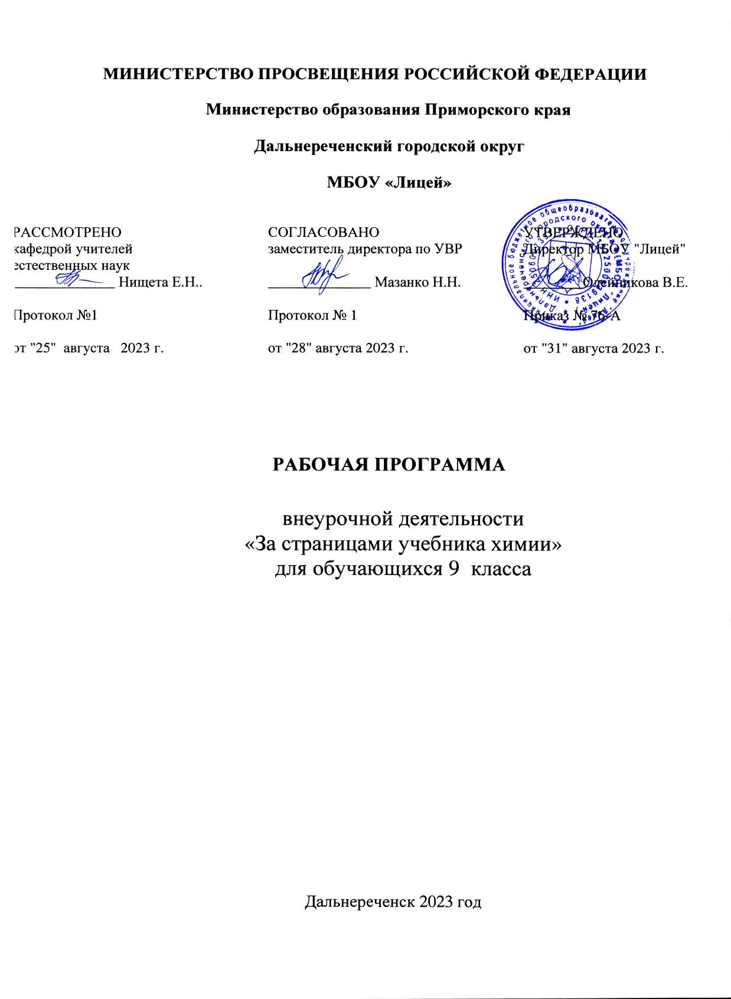 МИНИСТЕРСТВО ПРОСВЕЩЕНИЯ РОССИЙСКОЙ ФЕДЕРАЦИИ
Министерство образования Приморского края
Дальнереченский городской округ
МБОУ «Лицей»
РАССМОТРЕНО
кафедрой учителей
естественных наук
Нищета Е.Н..
Протокол №1
от "25" августа 2023 г.
СОГЛАСОВАНО
заместитель директора по УВР
Мазанко Н.Н.
Протокол № 1
от "28" августа 2023 г.
УТВЕРЖДЕНО
Директор МБОУ "Лицей"
Олейникова В.Е.
Приказ № 76-А
от "31" августа 2023 г.
РАБОЧАЯ ПРОГРАММА
внеурочной деятельности
«За страницами учебника химии»
для обучающихся 9 класса
Дальнереченск 2023 год